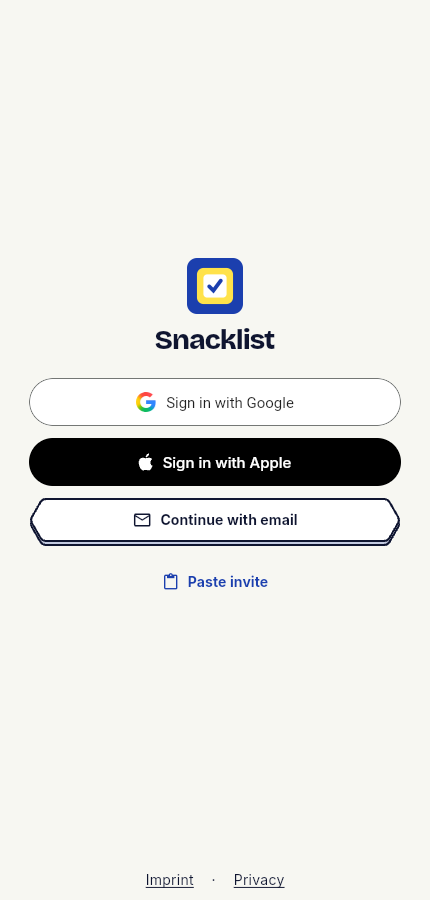 Snacklist
Sign in with Google
Sign in with Apple
Continue with email
Paste invite
Imprint · Privacy